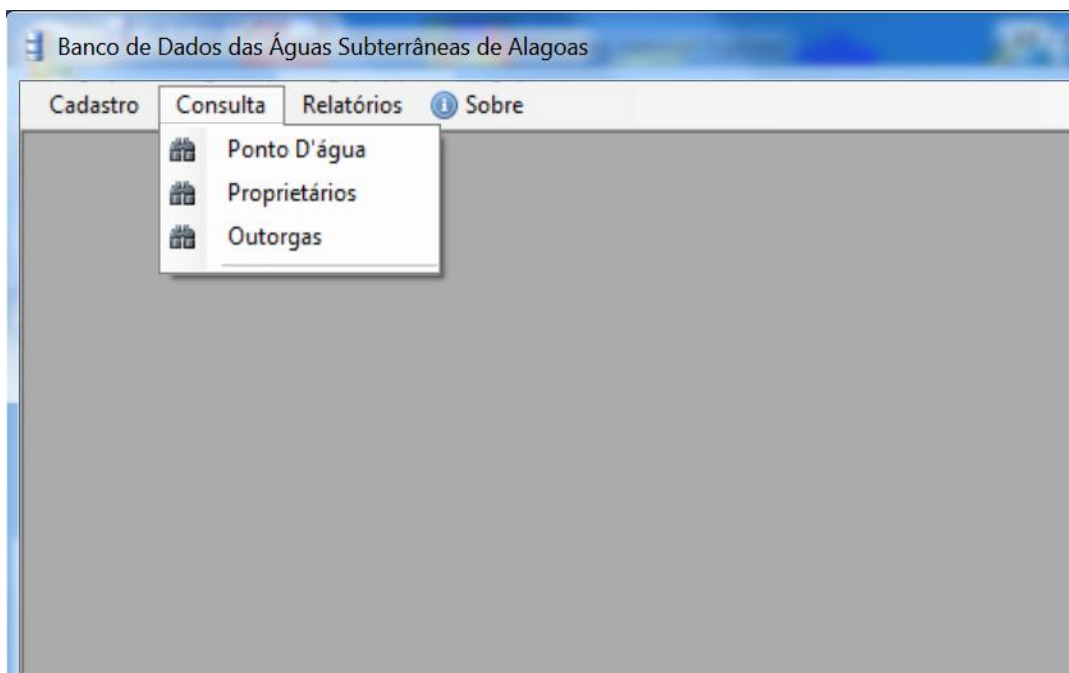 Banco de Dados das Águas Subterrâneas de Alagoas
Cadastro Consulta Relatórios Sobre
Ponto D'água
Proprietários
Outorgas